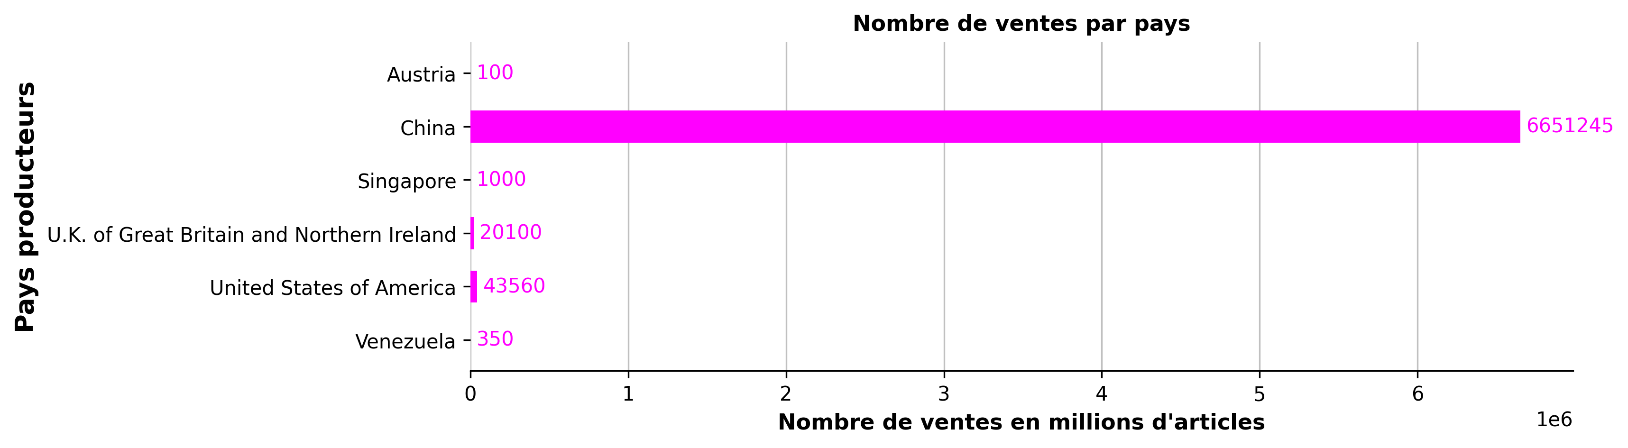 Nombre de ventes par pays
Pays producteurs
Austria 100
China 6651245
Singapore 1000
U.K. of Great Britain and Northern Ireland 20100
United States of America 43560
Venezuela 350
0 1 2 3 4 5 6
Nombre de ventes en millions d'articles
1e6